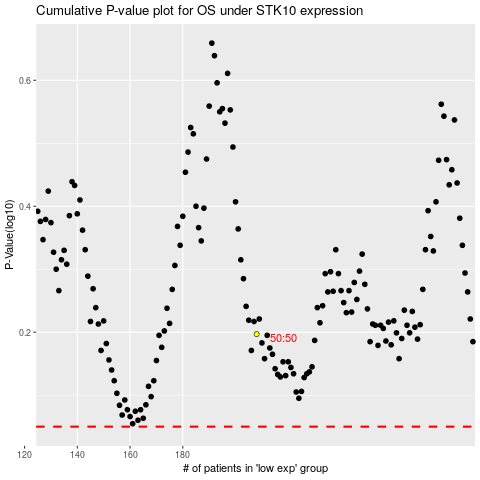 Cumulative P-value plot for OS under STK10 expression
P-Value(log10)
0.6
0.4
0.2
50:50
120 140 160 180
# of patients in 'low exp' group